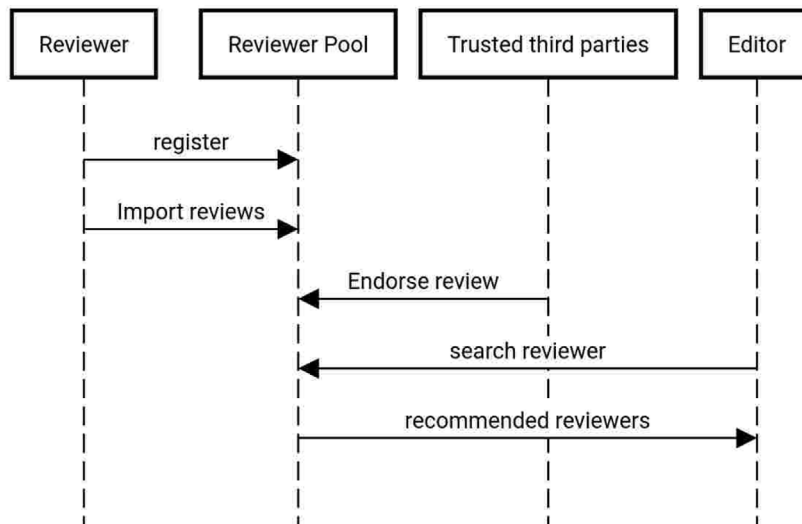 Reviewer
Reviewer Pool
Trusted third parties
Editor
register
Import reviews
Endorse review
search reviewer
recommended reviewers